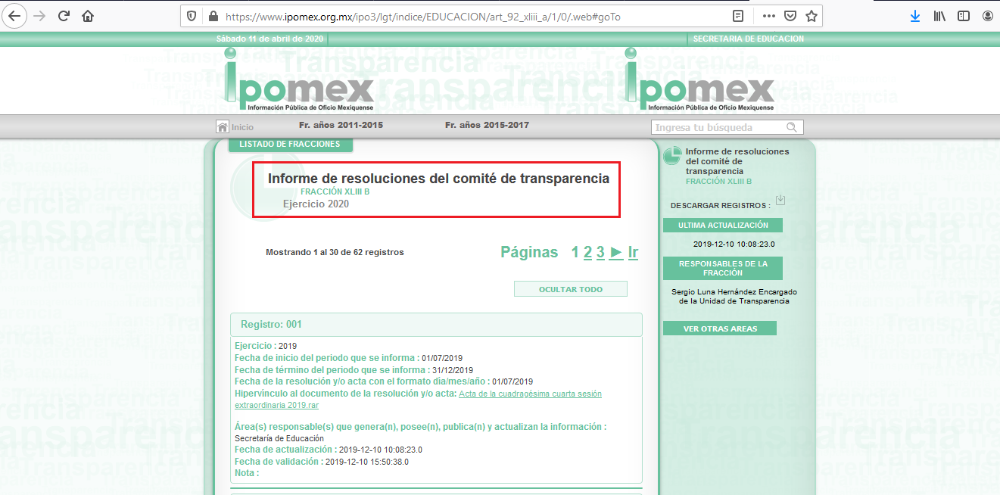 https://www.ipomex.org.mx/ipo3/lgt/indice/EDUCACION/art_92_xliii_a/1/0/.web#goTo
Sábado 11 de abril de 2020
SECRETARIA DE EDUCACION
ipomex
Información Pública de Oficio Mexiquense
ipomex
Información Pública de Oficio Mexiquense
Inicio
Fr. años 2011-2015
Fr. años 2015-2017
Ingresa tu búsqueda
LISTADO DE FRACCIONES
Informe de resoluciones del comité de transparencia
FRACCIÓN XLIII B
Ejercicio 2020
Mostrando 1 al 30 de 62 registros
Páginas 1 2 3 ► Ir
OCULTAR TODO
Registro: 001
Ejercicio : 2019
Fecha de inicio del periodo que se informa : 01/07/2019
Fecha de término del periodo que se informa : 31/12/2019
Fecha de la resolución y/o acta con el formato día/mes/año : 01/07/2019
Hipervínculo al documento de la resolución y/o acta: Acta de la cuadragésima cuarta sesión
extraordinaria 2019.rar
Área(s) responsable(s) que genera(n), posee(n), publica(n) y actualizan la información :
Secretaría de Educación
Fecha de actualización : 2019-12-10 10:08:23.0
Fecha de validación : 2019-12-10 15:50:38.0
Nota :
Informe de resoluciones
del comité de
transparencia
FRACCIÓN XLIII B
DESCARGAR REGISTROS :
ULTIMA ACTUALIZACIÓN
2019-12-10 10:08:23.0
RESPONSABLES DE LA
FRACCIÓN
Sergio Luna Hernández Encargado
de la Unidad de Transparencia
VER OTRAS AREAS